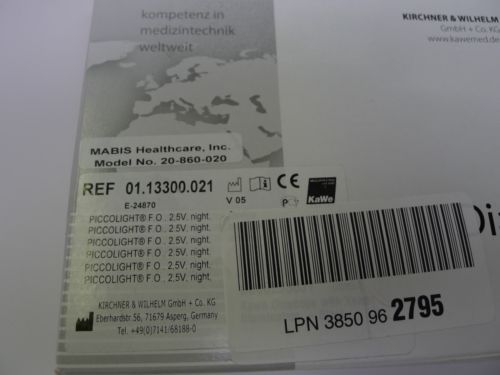 kompetenz in
medizintechnik
weltweit
KIRCHNER & WILHELM
GmbH + Co. KG
www.kawemed.de
MABIS Healthcare, Inc.
Model No. 20-860-020
REF 01.13300.021
E-24870
V 05
CE
KaWe
PICCOLIGHT® F.O., 2,5V, night.
PICCOLIGHT® F.O., 2,5V, night.
PICCOLIGHT® F.O., 2,5V, night.
PICCOLIGHT® F.O., 2,5V, night.
PICCOLIGHT® F.O., 2,5V, night.
PICCOLIGHT® F.O., 2,5V, night.
KIRCHNER & WILHELM GmbH + Co. KG
Eberhardstr. 56, 71679 Asperg, Germany
Tel. +49(0)7141/68188-0
LPN 3850 96 2795